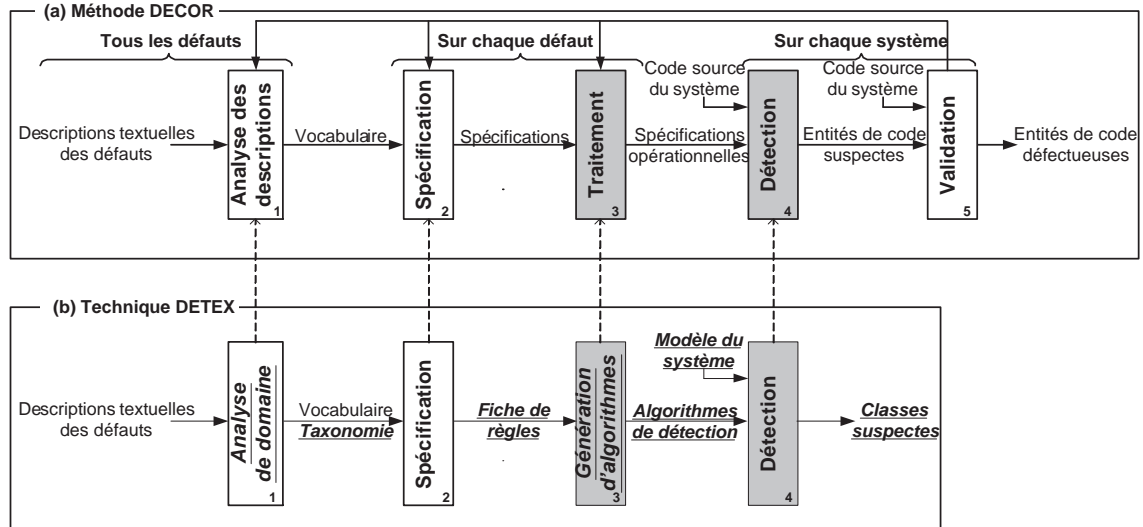 (a) Méthode DECOR
Tous les défauts
Sur chaque défaut
Sur chaque système
Descriptions textuelles
des défauts
Analyse des
descriptions
1
Vocabulaire
Spécification
2
Spécifications
Traitement
3
Spécifications
opérationnelles
Code source
du système
Détection
4
Entités de code
suspectes
Code source
du système
Validation
5
Entités de code
défectueuses
(b) Technique DETEX
Descriptions textuelles
des défauts
Analyse
de domaine
1
Vocabulaire
Taxonomie
Spécification
2
Fiche de
règles
Génération
d'algorithmes
3
Algorithmes
de détection
Modèle du
système
Détection
4
Classes
suspectes